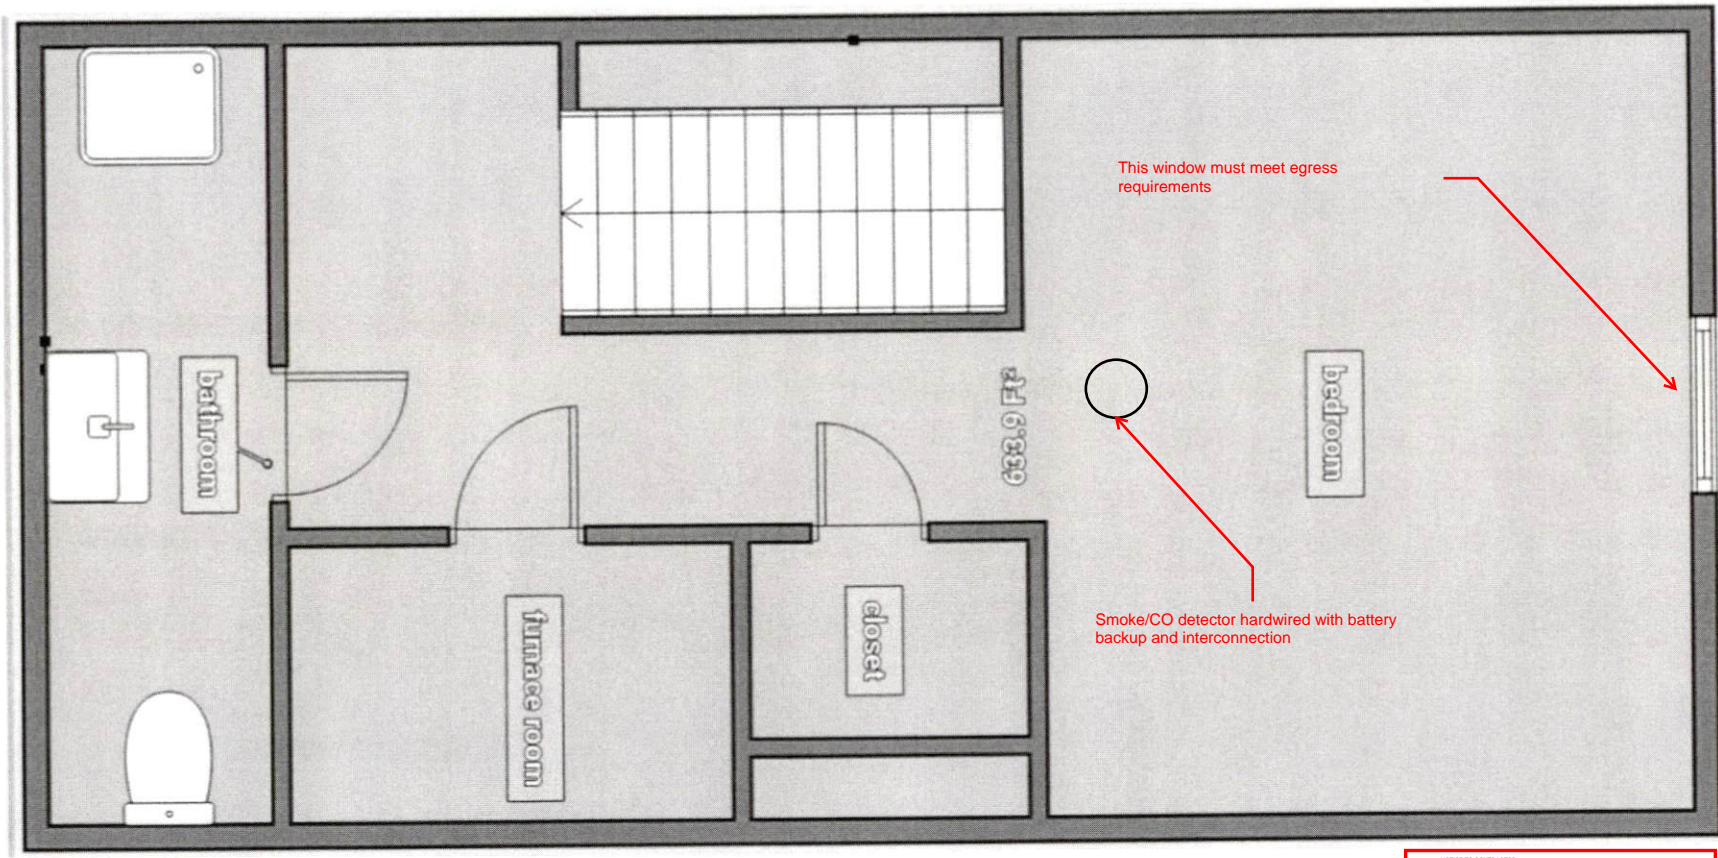 This window must meet egress
requirements
bathroom
633.9 Ft²
bedroom
Smoke/CO detector hardwired with battery
backup and interconnection
furnace room
closet